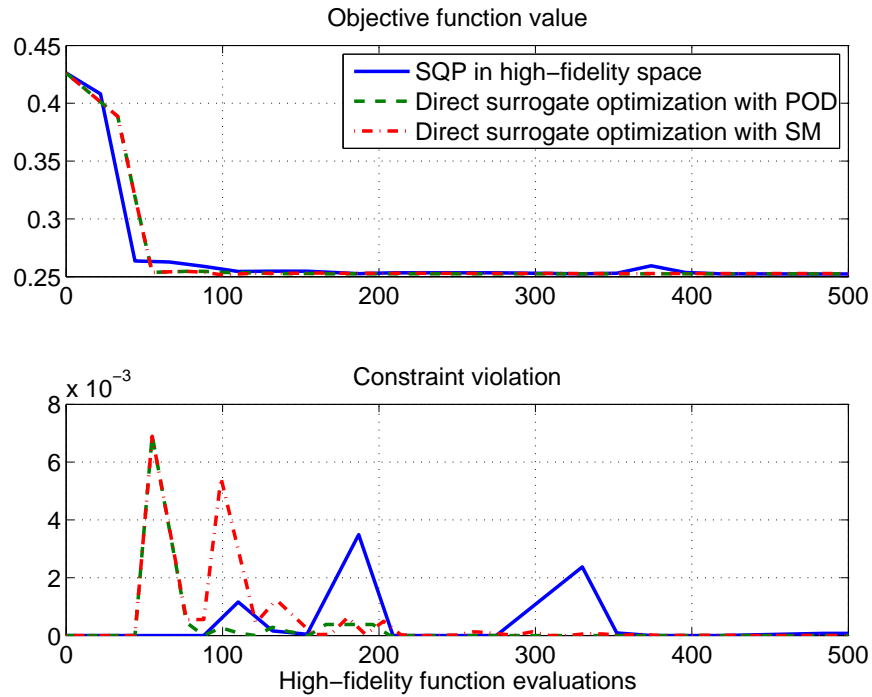 Objective function value
0.45
0.4
0.35
0.3
0.25
SQP in high−fidelity space
Direct surrogate optimization with POD
Direct surrogate optimization with SM
0 100 200 300 400 500
x 10−3
Constraint violation
8
6
4
2
0
0 100 200 300 400 500
High−fidelity function evaluations